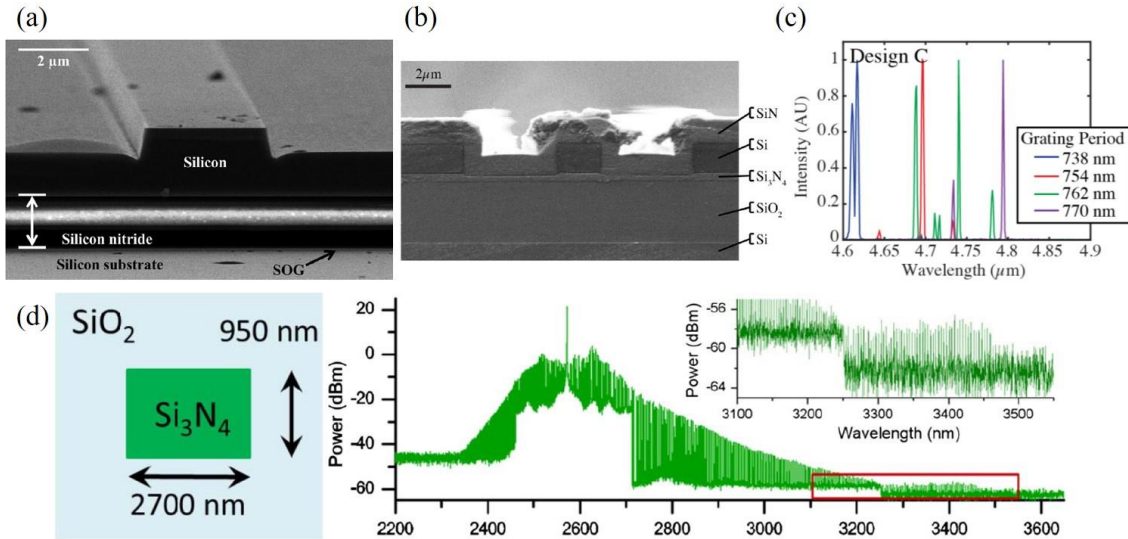 (a)
2 µm
Silicon
Silicon nitride
Silicon substrate
SOG
(b)
2µm
SiN
Si
Si₃N₄
SiO₂
Si
(c)
Design C
Intensity (AU)
1
0.8
0.6
0.4
0.2
0
4.6 4.65 4.7 4.75 4.8 4.85 4.9
Wavelength (µm)
Grating Period
738 nm
754 nm
762 nm
770 nm
(d)
SiO₂
950 nm
Si₃N₄
2700 nm
Power (dBm)
20
0
-20
-40
-60
2200 2400 2600 2800 3000 3200 3400 3600
Power (dBm)
-56
-60
-64
3100 3200 3300 3400 3500
Wavelength (nm)